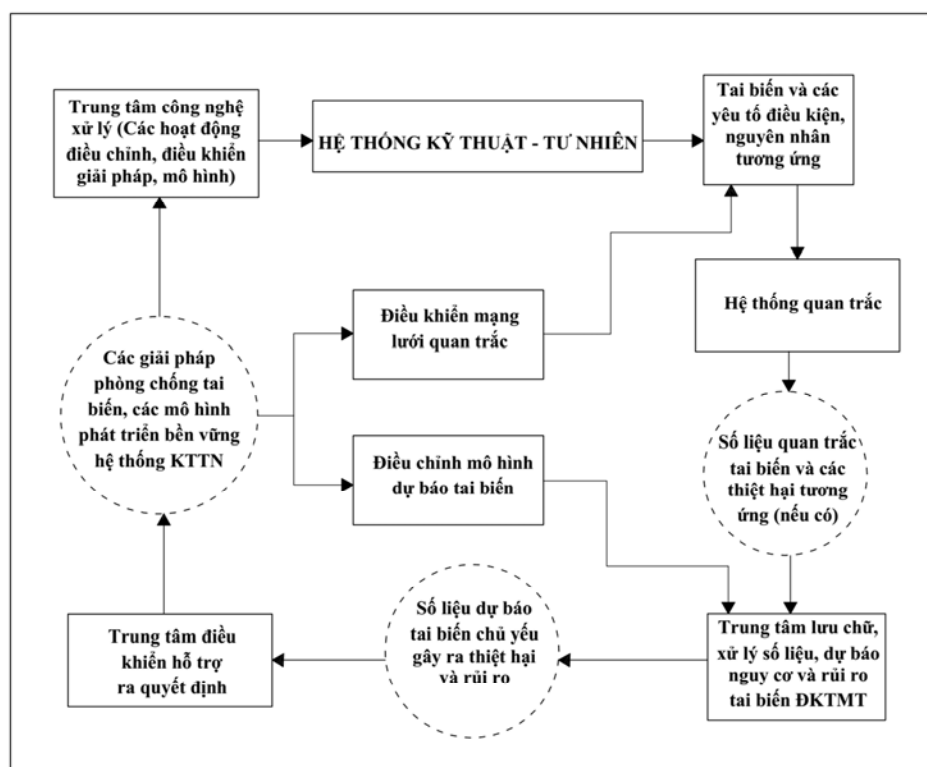 Trung tâm công nghệ
xử lý (Các hoạt động
điều chỉnh, điều khiển
giải pháp, mô hình)
HỆ THỐNG KỸ THUẬT - TƯ NHIÊN
Tai biến và các
yêu tố điều kiện,
nguyên nhân
tương ứng
Điều khiển mạng
lưới quan trắc
Hệ thống quan trắc
Các giải pháp
phòng chống tai
biến, các mô hình
phát triển bền vững
hệ thống KTTN
Điều chỉnh mô hình
dự báo tai biến
Số liệu quan trắc
tai biến và các
thiệt hại tương
ứng (nếu có)
Trung tâm điều
khiển hỗ trợ
ra quyết định
Số liệu dự báo
tai biến chủ yếu
gây ra thiệt hại
và rủi ro
Trung tâm lưu chữ,
xử lý số liệu, dự báo
nguy cơ và rủi ro
tai biến ĐKTMT